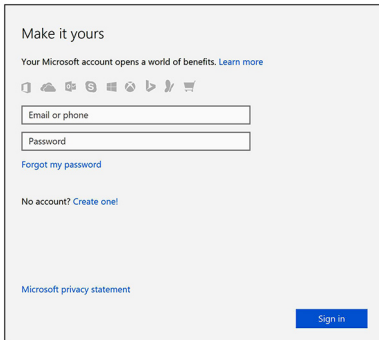 Make it yours
Your Microsoft account opens a world of benefits. Learn more
Email or phone
Password
Forgot my password
No account? Create one!
Microsoft privacy statement
Sign in